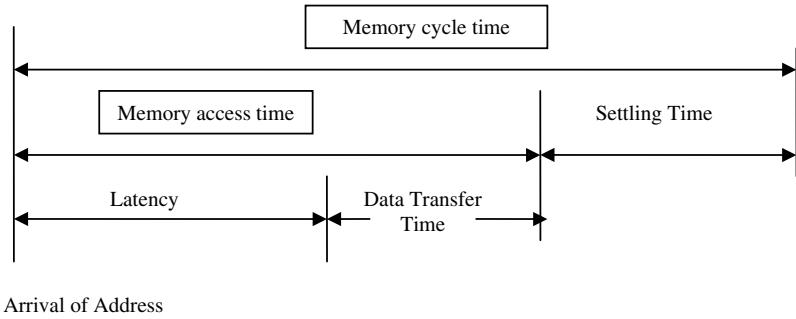 Memory cycle time
Memory access time
Settling Time
Latency
Data Transfer
Time
Arrival of Address